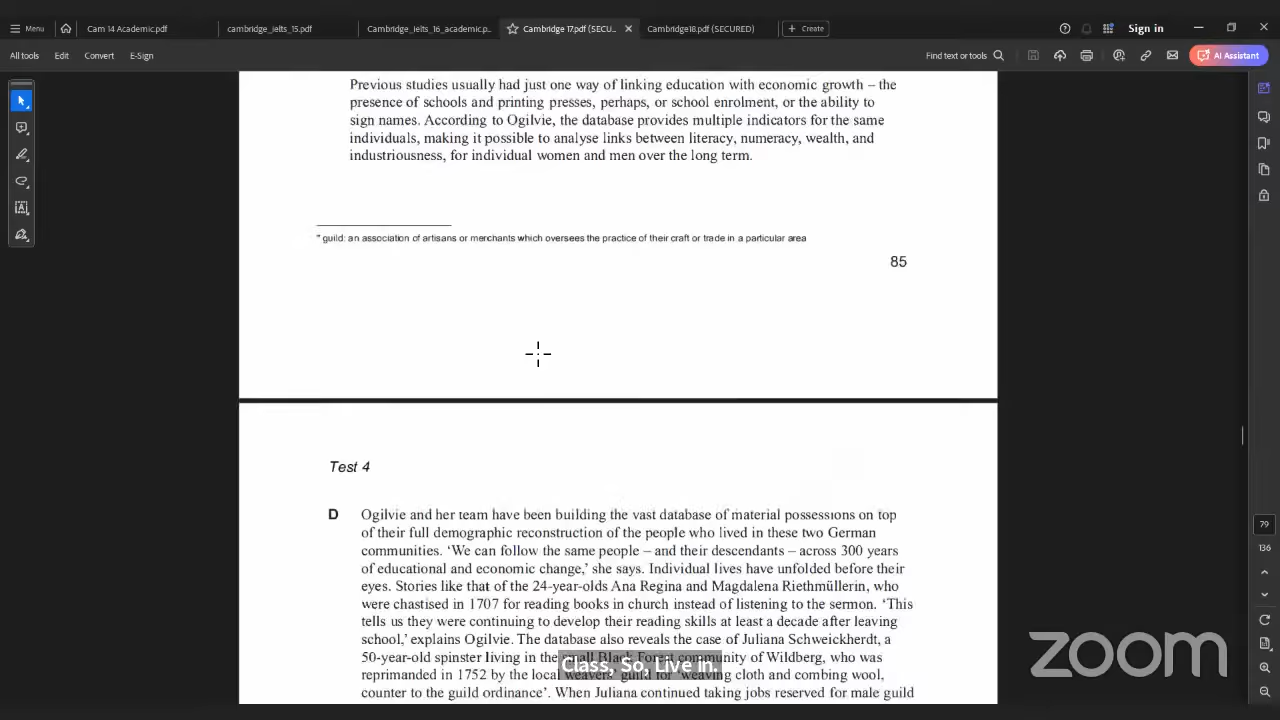 Menu
Cam 14 Academic.pdf
cambridge_ielts_15.pdf
Cambridge_ielts_16_academic.p...
Cambridge 17.pdf (SECU...
Cambridge18.pdf (SECURED)
Create
Sign in
All tools
Edit
Convert
E-Sign
Find text or tools
AI Assistant
Previous studies usually had just one way of linking education with economic growth – the
presence of schools and printing presses, perhaps, or school enrolment, or the ability to
sign names. According to Ogilvie, the database provides multiple indicators for the same
individuals, making it possible to analyse links between literacy, numeracy, wealth, and
industriousness, for individual women and men over the long term.
* guild: an association of artisans or merchants which oversees the practice of their craft or trade in a particular area
85
Test 4
D Ogilvie and her team have been building the vast database of material possessions on top
of their full demographic reconstruction of the people who lived in these two German
communities. ‘We can follow the same people – and their descendants – across 300 years
of educational and economic change,’ she says. Individual lives have unfolded before their
eyes. Stories like that of the 24-year-olds Ana Regina and Magdalena Riethmüllerin, who
were chastised in 1707 for reading books in church instead of listening to the sermon. ‘This
tells us they were continuing to develop their reading skills at least a decade after leaving
school,’ explains Ogilvie. The database also reveals the case of Juliana Schweickherdt, a
50-year-old spinster living in the small Black Forest community of Wildberg, who was
reprimanded in 1752 by the local weavers’ guild for ‘weaving cloth and combing wool,
counter to the guild ordinance’. When Juliana continued taking jobs reserved for male guild
Class, So, Live in.
79
136
zoom